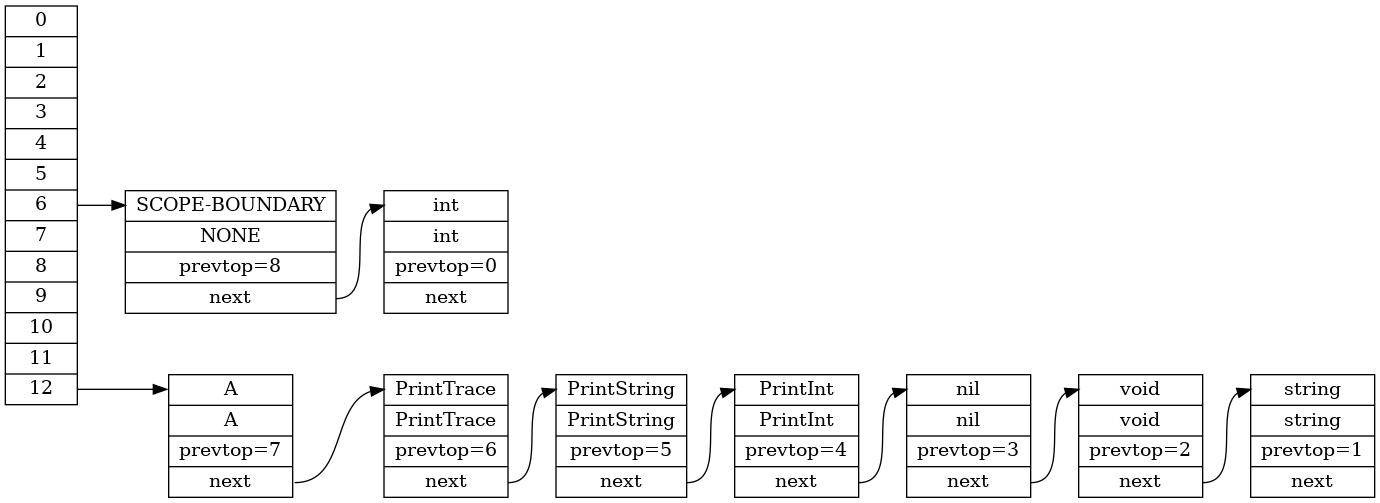 0
1
2
3
4
5
6
7
8
9
10
11
12
SCOPE-BOUNDARY
NONE
prevtop=8
next
int
int
prevtop=0
next
A
A
prevtop=7
next
PrintTrace
PrintTrace
prevtop=6
next
PrintString
PrintString
prevtop=5
next
PrintInt
PrintInt
prevtop=4
next
nil
nil
prevtop=3
next
void
void
prevtop=2
next
string
string
prevtop=1
next